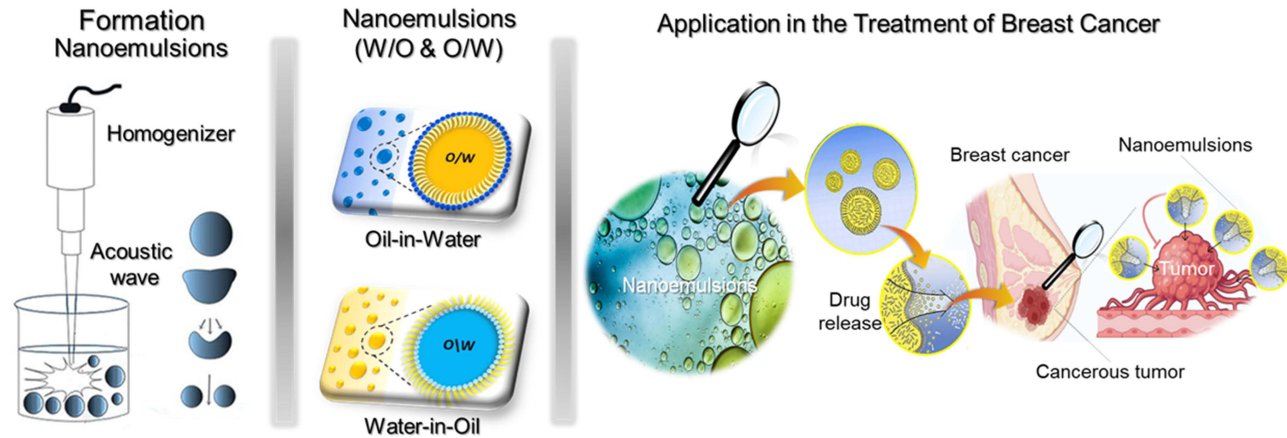 Formation
Nanoemulsions
Homogenizer
Acoustic
wave
Nanoemulsions
(W/O & O/W)
O/W
Oil-in-Water
O\W
Water-in-Oil
Application in the Treatment of Breast Cancer
Nanoemulsions
Drug
release
Breast cancer
Cancerous tumor
Nanoemulsions
Tumor